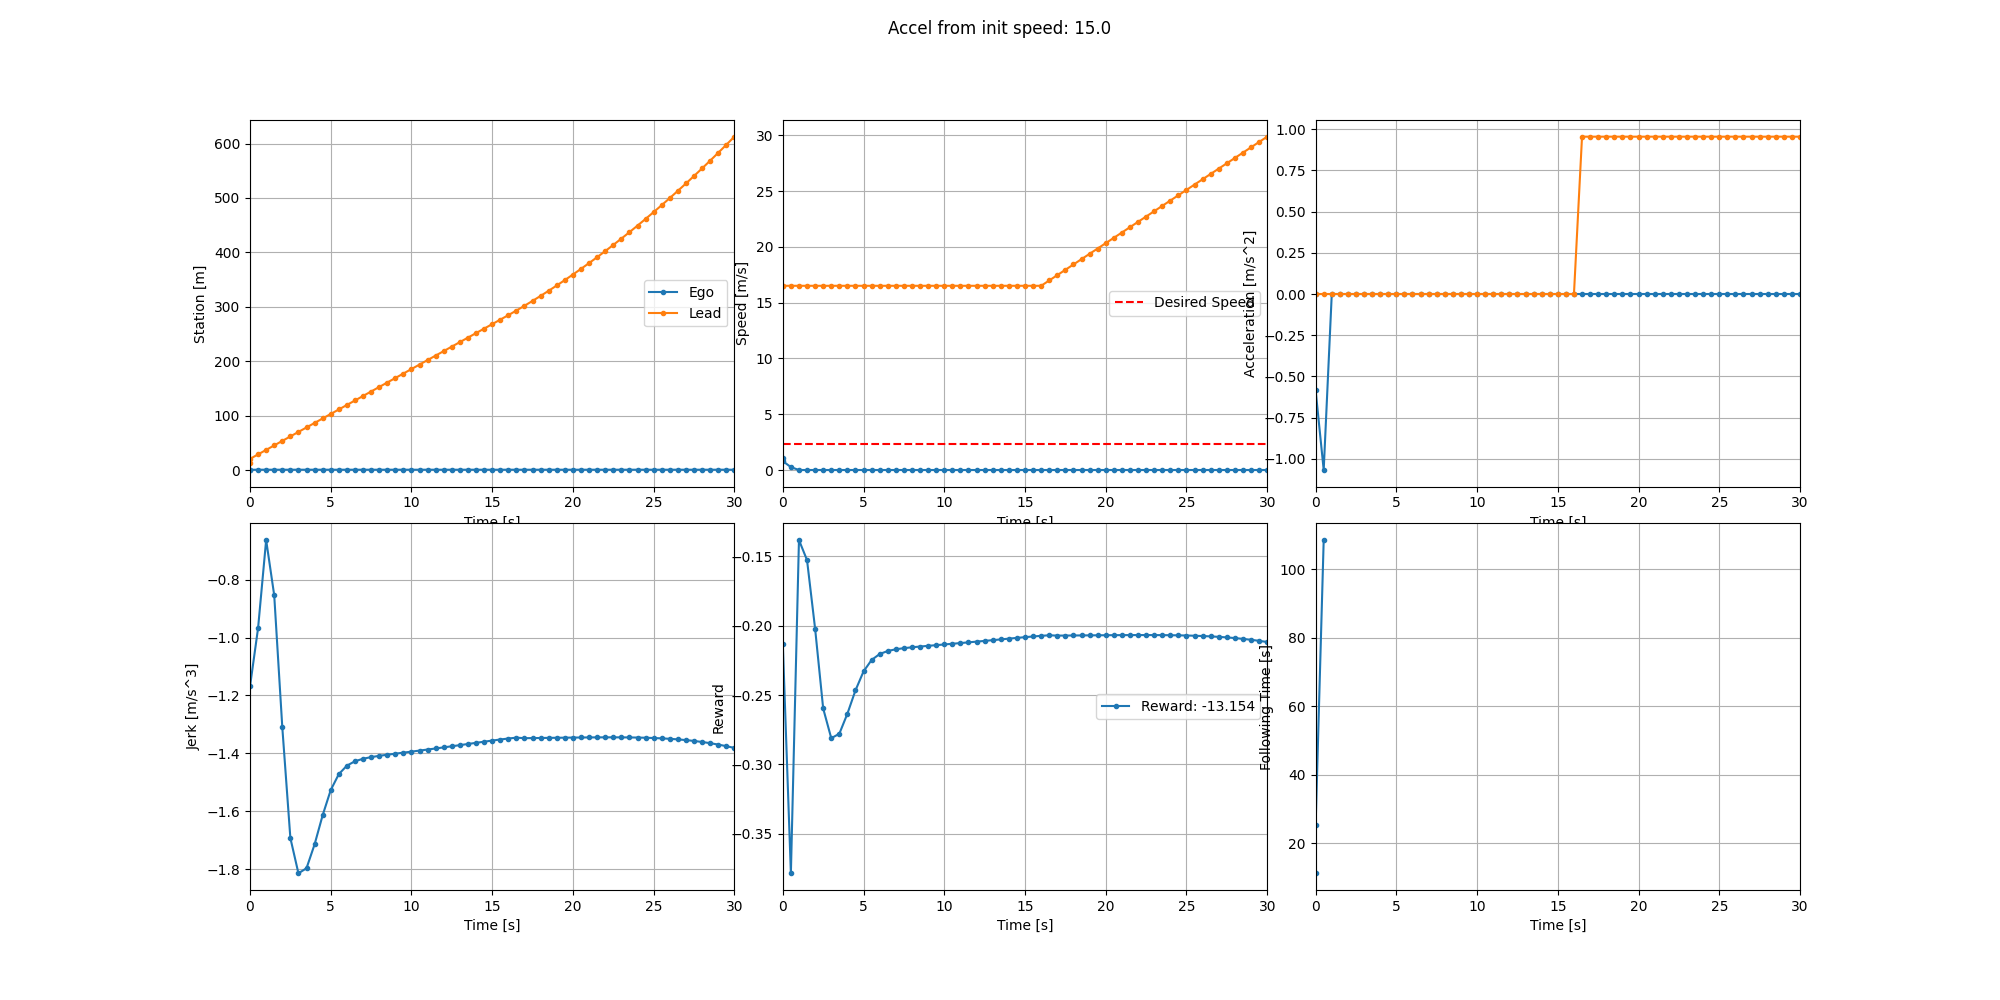 Accel from init speed: 15.0
600
500
400
300
200
100
0
Station [m]
0 5 10 15 20 25 30
Time [s]
Ego
Lead
30
25
20
15
10
5
0
Speed [m/s]
0 5 10 15 20 25 30
Time [s]
Desired Speed
1.00
0.75
0.50
0.25
0.00
−0.25
−0.50
−0.75
−1.00
Acceleration [m/s^2]
0 5 10 15 20 25 30
Time [s]
−0.8
−1.0
−1.2
−1.4
−1.6
−1.8
Jerk [m/s^3]
0 5 10 15 20 25 30
Time [s]
−0.15
−0.20
−0.25
−0.30
−0.35
Reward
0 5 10 15 20 25 30
Time [s]
Reward: -13.154
100
80
60
40
20
Following Time [s]
0 5 10 15 20 25 30
Time [s]